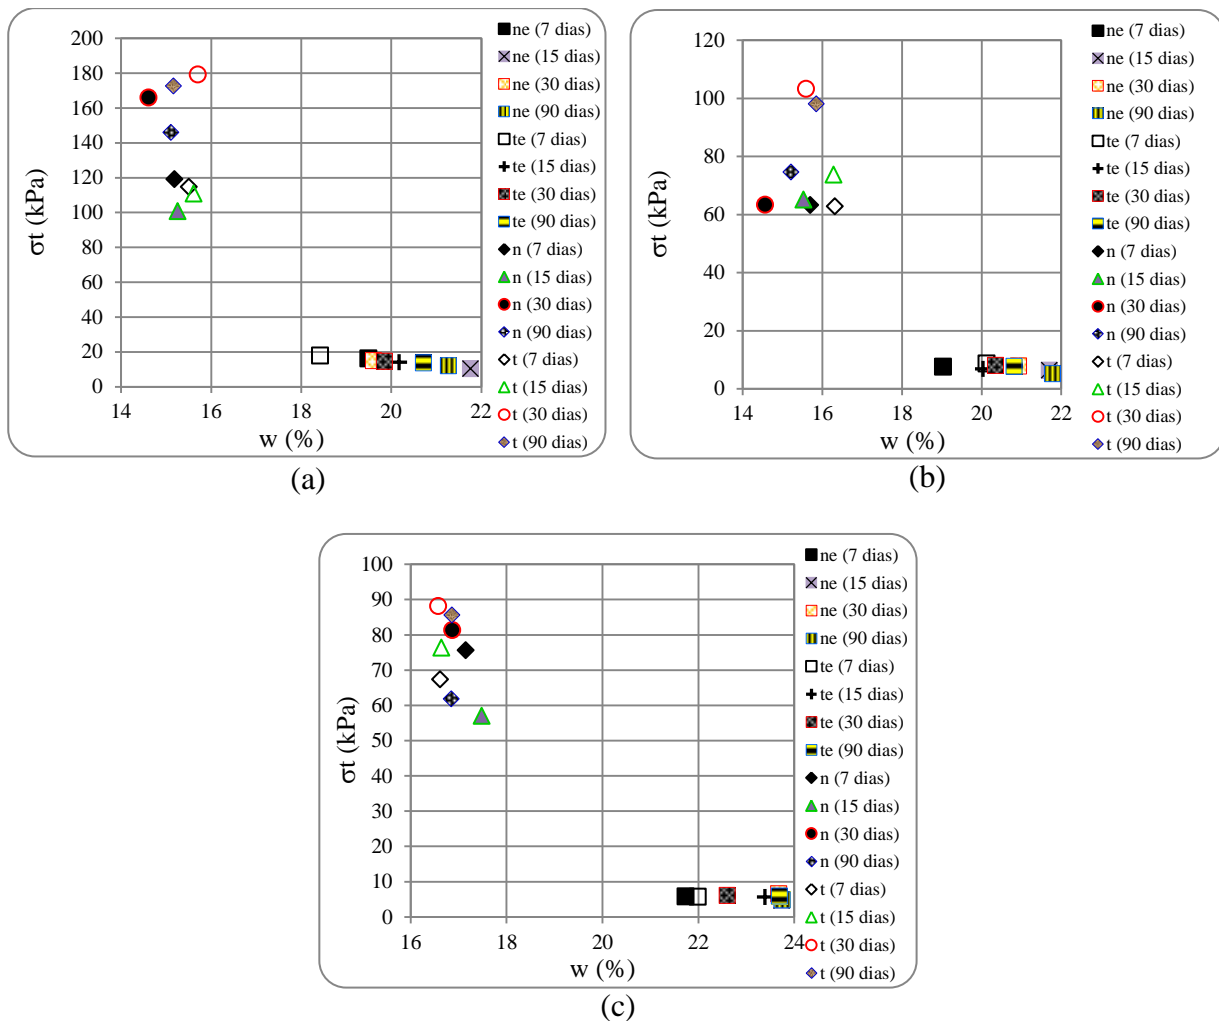 200
180
160
140
120
100
80
60
40
20
0
14 16 18 20 22
σt (kPa)
w (%)
ne (7 dias)
ne (15 dias)
ne (30 dias)
ne (90 dias)
te (7 dias)
te (15 dias)
te (30 dias)
te (90 dias)
n (7 dias)
n (15 dias)
n (30 dias)
n (90 dias)
t (7 dias)
t (15 dias)
t (30 dias)
t (90 dias)
(a)
120
100
80
60
40
20
0
14 16 18 20 22
σt (kPa)
w (%)
ne (7 dias)
ne (15 dias)
ne (30 dias)
ne (90 dias)
te (7 dias)
te (15 dias)
te (30 dias)
te (90 dias)
n (7 dias)
n (15 dias)
n (30 dias)
n (90 dias)
t (7 dias)
t (15 dias)
t (30 dias)
t (90 dias)
(b)
100
90
80
70
60
50
40
30
20
10
0
16 18 20 22 24
σt (kPa)
w (%)
ne (7 dias)
ne (15 dias)
ne (30 dias)
ne (90 dias)
te (7 dias)
te (15 dias)
te (30 dias)
te (90 dias)
n (7 dias)
n (15 dias)
n (30 dias)
n (90 dias)
t (7 dias)
t (15 dias)
t (30 dias)
t (90 dias)
(c)